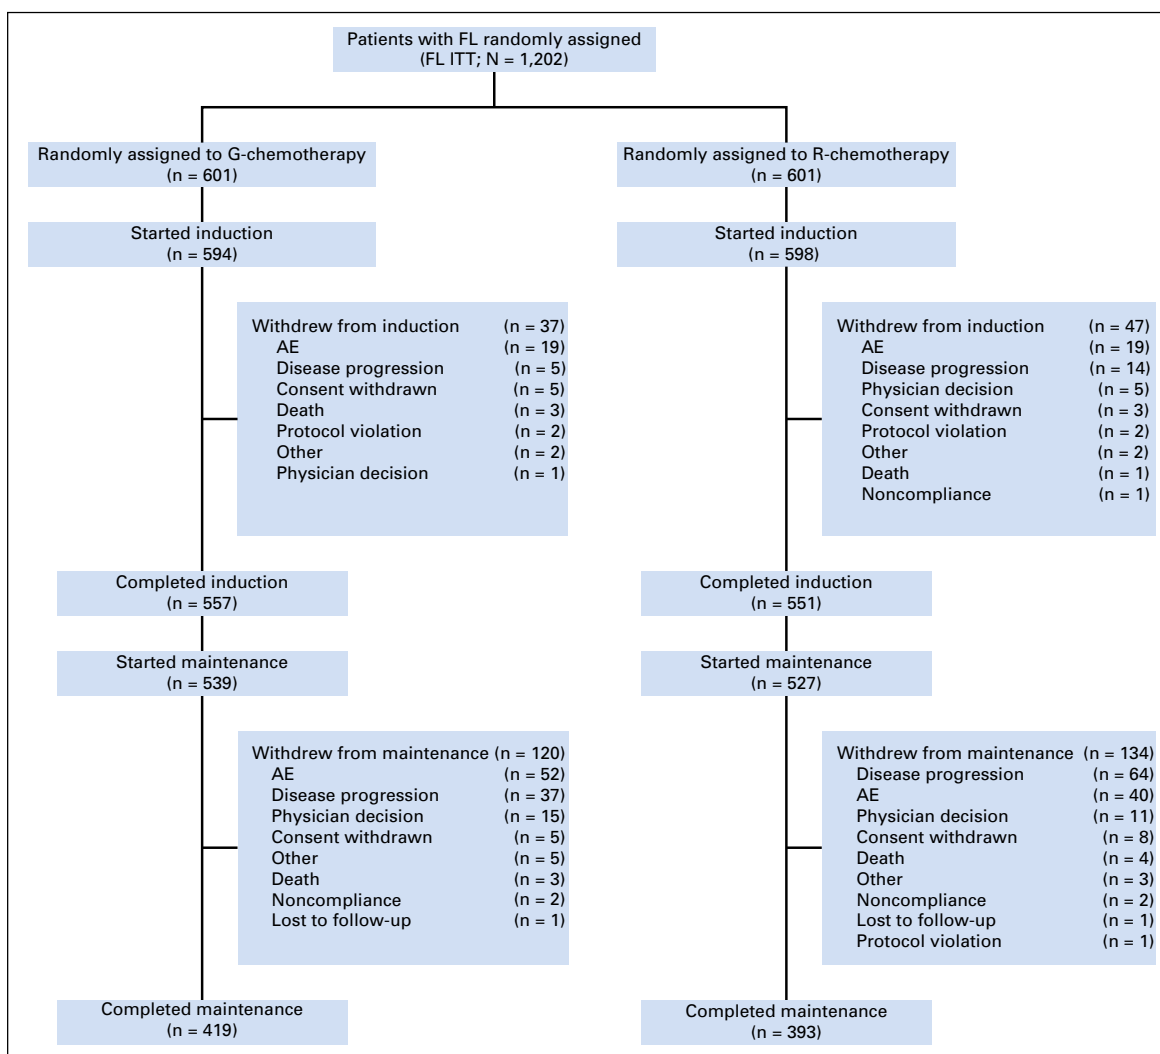 Patients with FL randomly assigned
(FL ITT; N = 1,202)
Randomly assigned to G-chemotherapy
(n = 601)
Randomly assigned to R-chemotherapy
(n = 601)
Started induction
(n = 594)
Started induction
(n = 598)
Withdrew from induction (n = 37)
AE (n = 19)
Disease progression (n = 5)
Consent withdrawn (n = 5)
Death (n = 3)
Protocol violation (n = 2)
Other (n = 2)
Physician decision (n = 1)
Withdrew from induction (n = 47)
AE (n = 19)
Disease progression (n = 14)
Physician decision (n = 5)
Consent withdrawn (n = 3)
Protocol violation (n = 2)
Other (n = 2)
Death (n = 1)
Noncompliance (n = 1)
Completed induction
(n = 557)
Completed induction
(n = 551)
Started maintenance
(n = 539)
Started maintenance
(n = 527)
Withdrew from maintenance (n = 120)
AE (n = 52)
Disease progression (n = 37)
Physician decision (n = 15)
Consent withdrawn (n = 5)
Other (n = 5)
Death (n = 3)
Noncompliance (n = 2)
Lost to follow-up (n = 1)
Withdrew from maintenance (n = 134)
Disease progression (n = 64)
AE (n = 40)
Physician decision (n = 11)
Consent withdrawn (n = 8)
Death (n = 4)
Other (n = 3)
Noncompliance (n = 2)
Lost to follow-up (n = 1)
Protocol violation (n = 1)
Completed maintenance
(n = 419)
Completed maintenance
(n = 393)